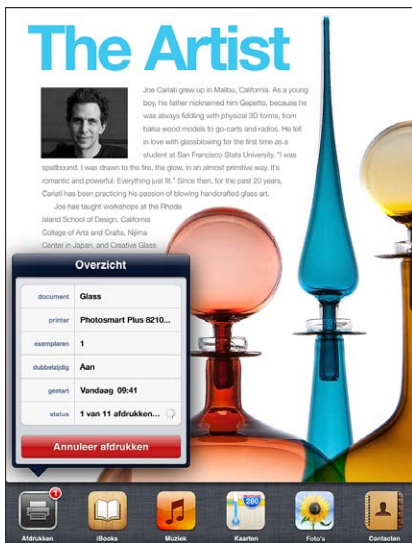 The Artist
Joe Cariati grew up in Malibu, California. As a young
boy, his father nicknamed him Gepetto, because he
was always fiddling with physical 3D forms, from
balsa wood models to go-carts and radios. He fell
in love with glassblowing for the first time as a
student at San Francisco State University. "I was
spellbound. I was drawn to the fire, the glow, in an almost primitive way. It's
romantic and powerful. Everything just fit." Since then, for the past 20 years,
Cariati has been practicing his passion of blowing handcrafted glass art.
Joe has taught workshops at the Rhode
Island School of Design, California
College of Arts and Crafts, Nijima
Center in Japan, and Creative Glass
Overzicht
document Glass
printer Photosmart Plus 8210...
exemplaren 1
dubbelzijdig Aan
gestart Vandaag 09:41
status 1 van 11 afdrukken...
Annuleer afdrukken
1
280
Afdrukken iBooks Muziek Kaarten Foto's Contacten